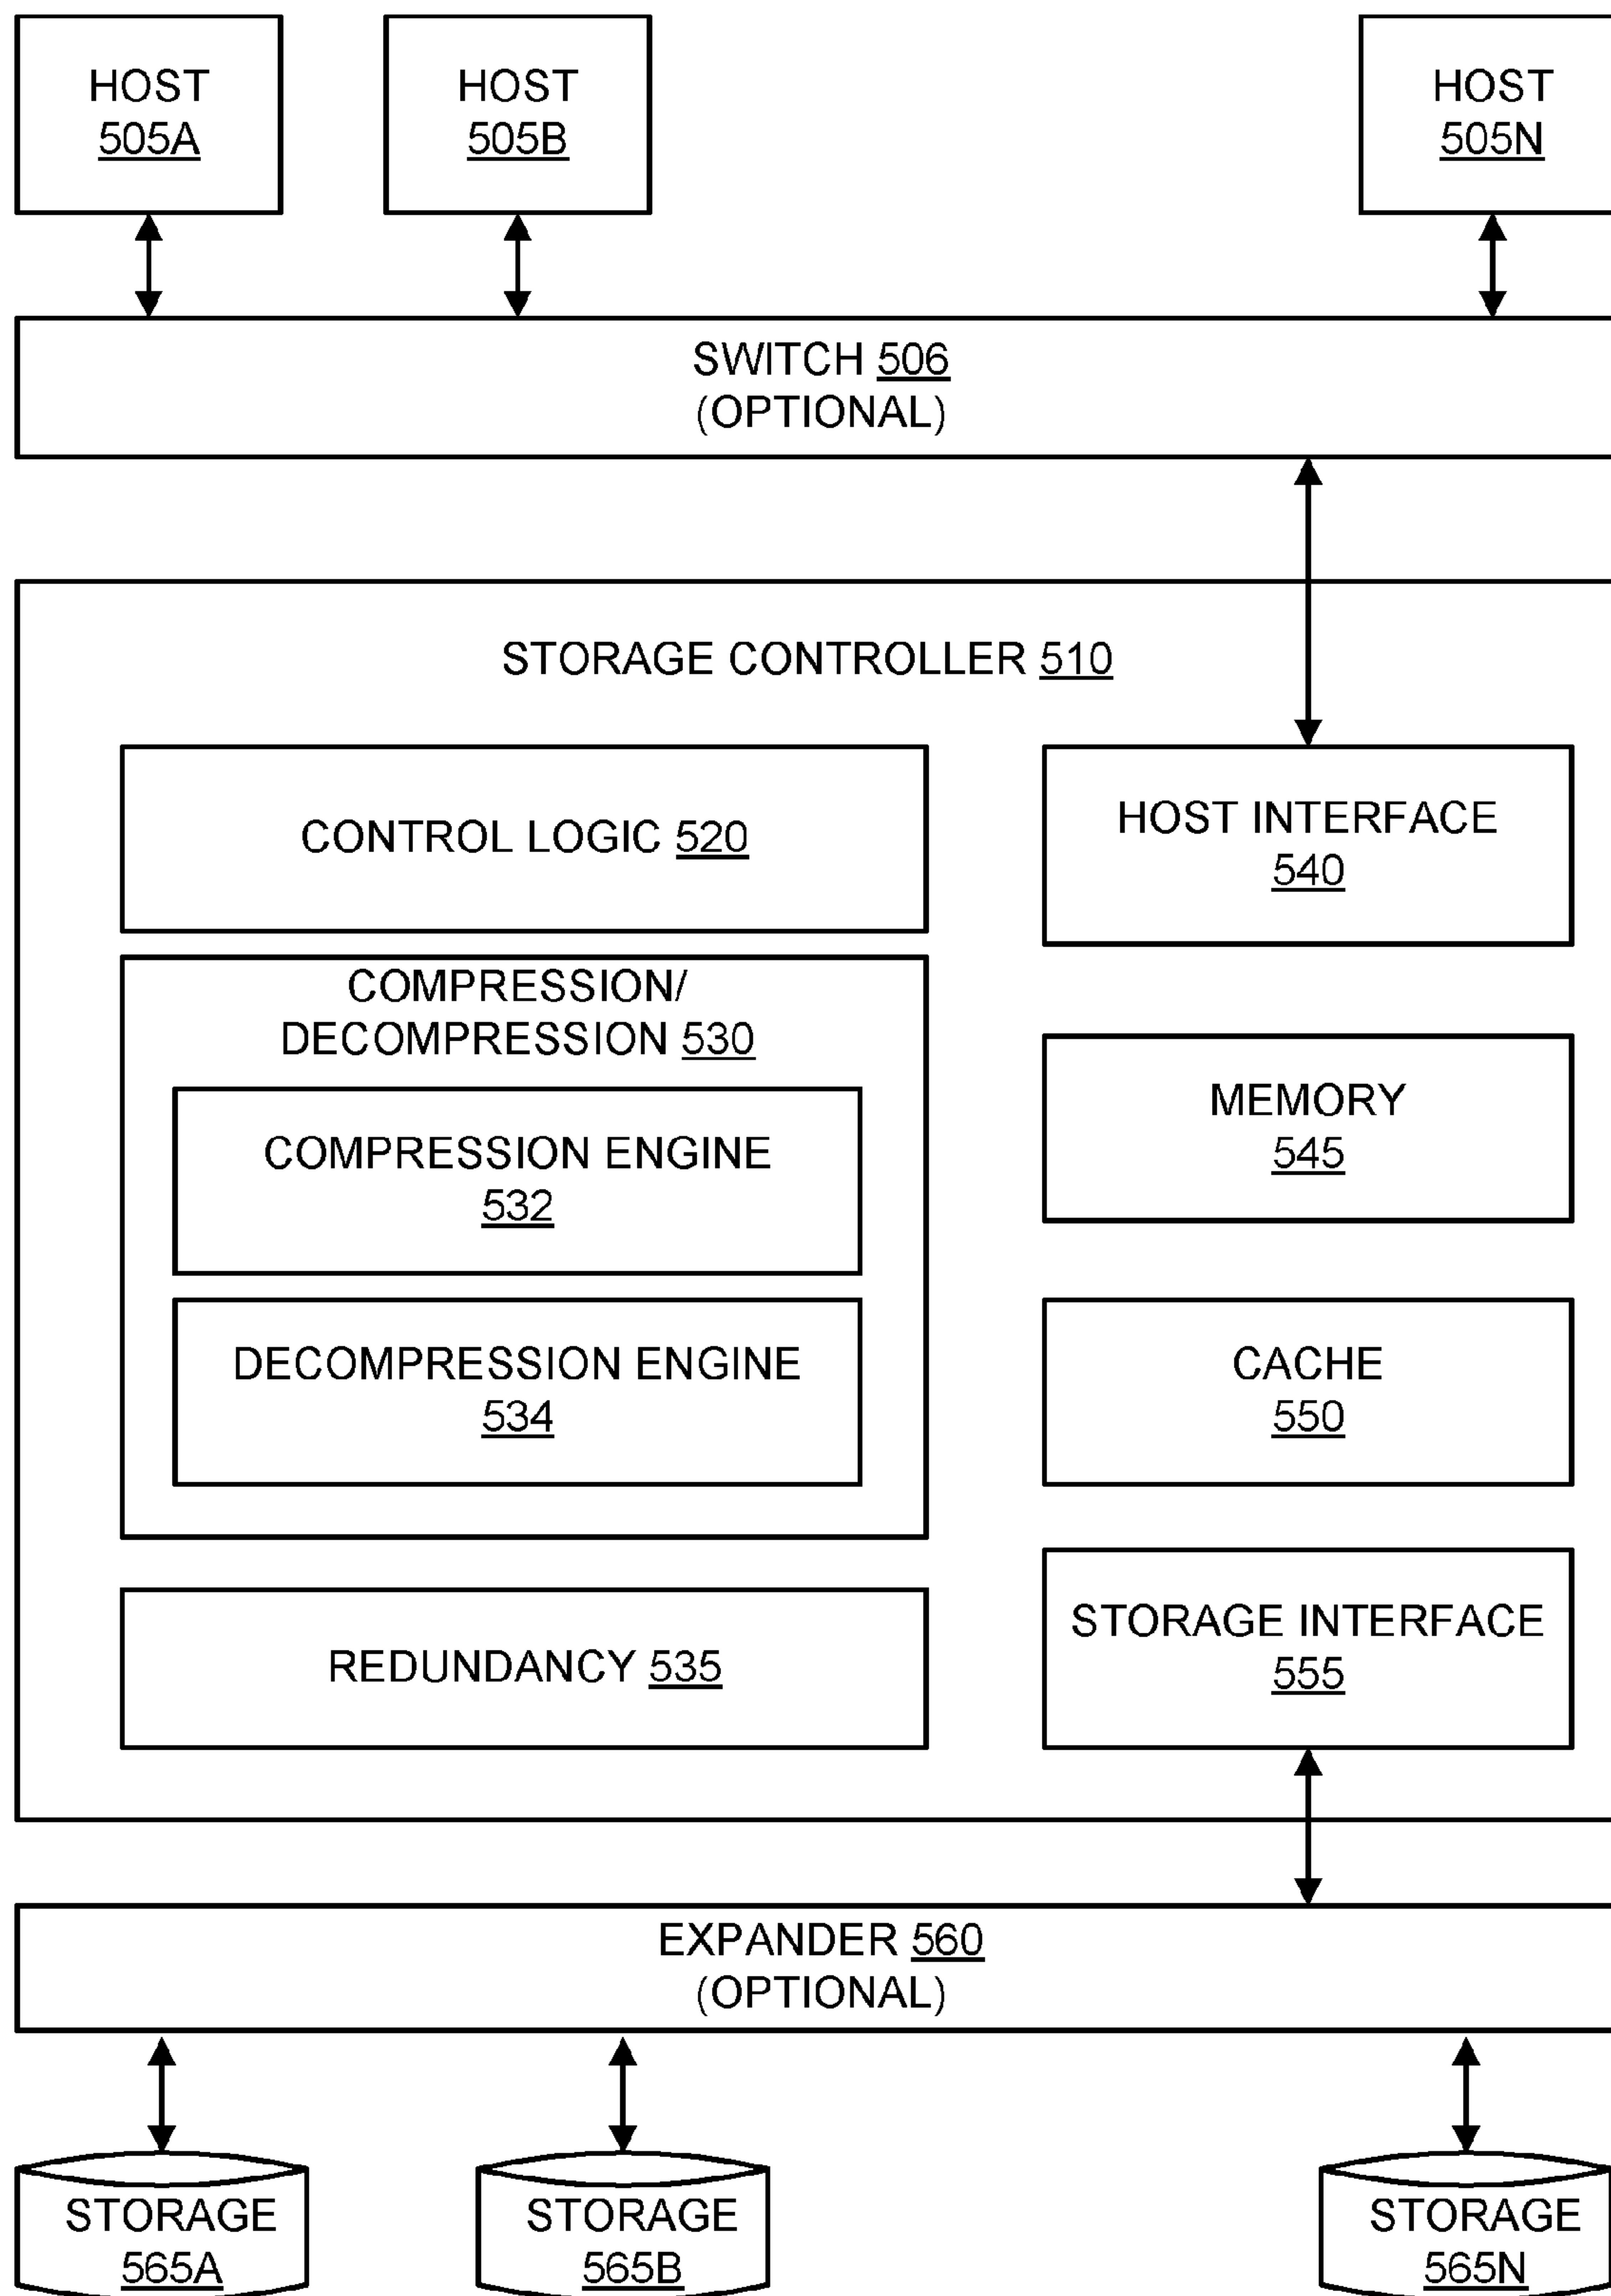 HOST
505A
HOST
505B
HOST
505N
SWITCH 506
(OPTIONAL)
STORAGE CONTROLLER 510
CONTROL LOGIC 520
HOST INTERFACE
540
COMPRESSION/
DECOMPRESSION 530
COMPRESSION ENGINE
532
DECOMPRESSION ENGINE
534
MEMORY
545
CACHE
550
REDUNDANCY 535
STORAGE INTERFACE
555
EXPANDER 560
(OPTIONAL)
STORAGE
565A
STORAGE
565B
STORAGE
565N